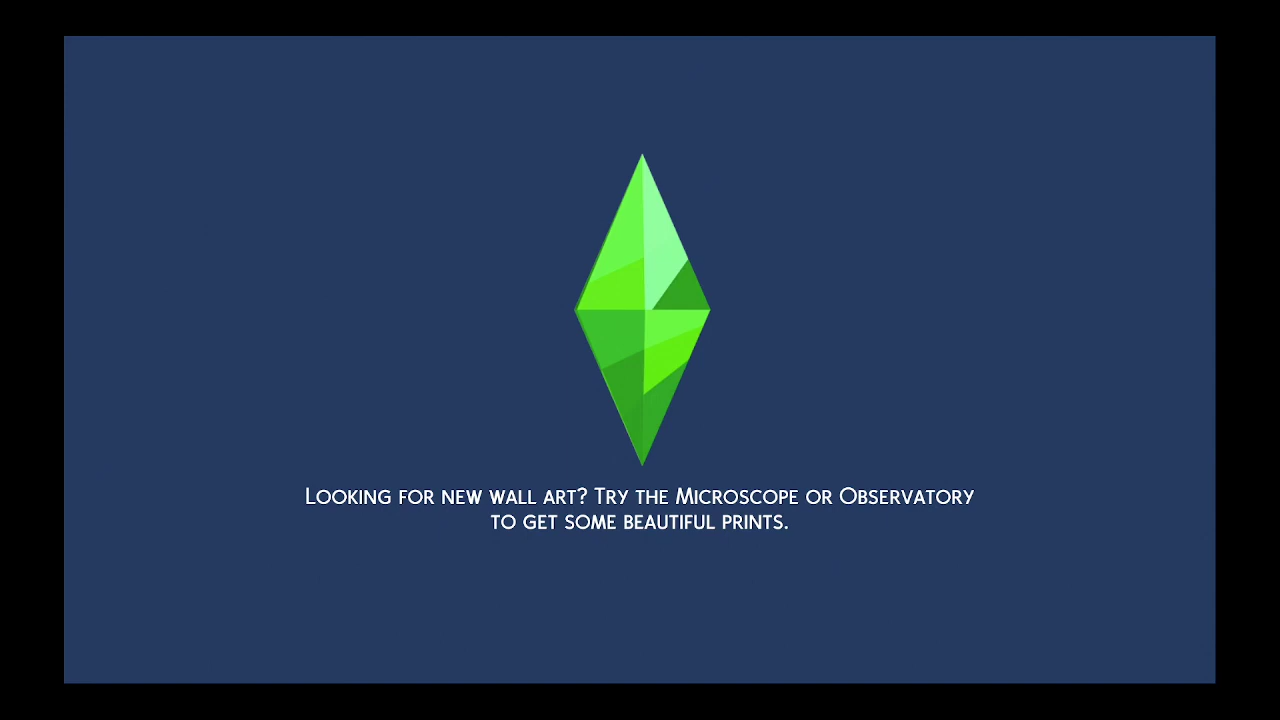 Looking for new wall art? Try the Microscope or Observatory
to get some beautiful prints.